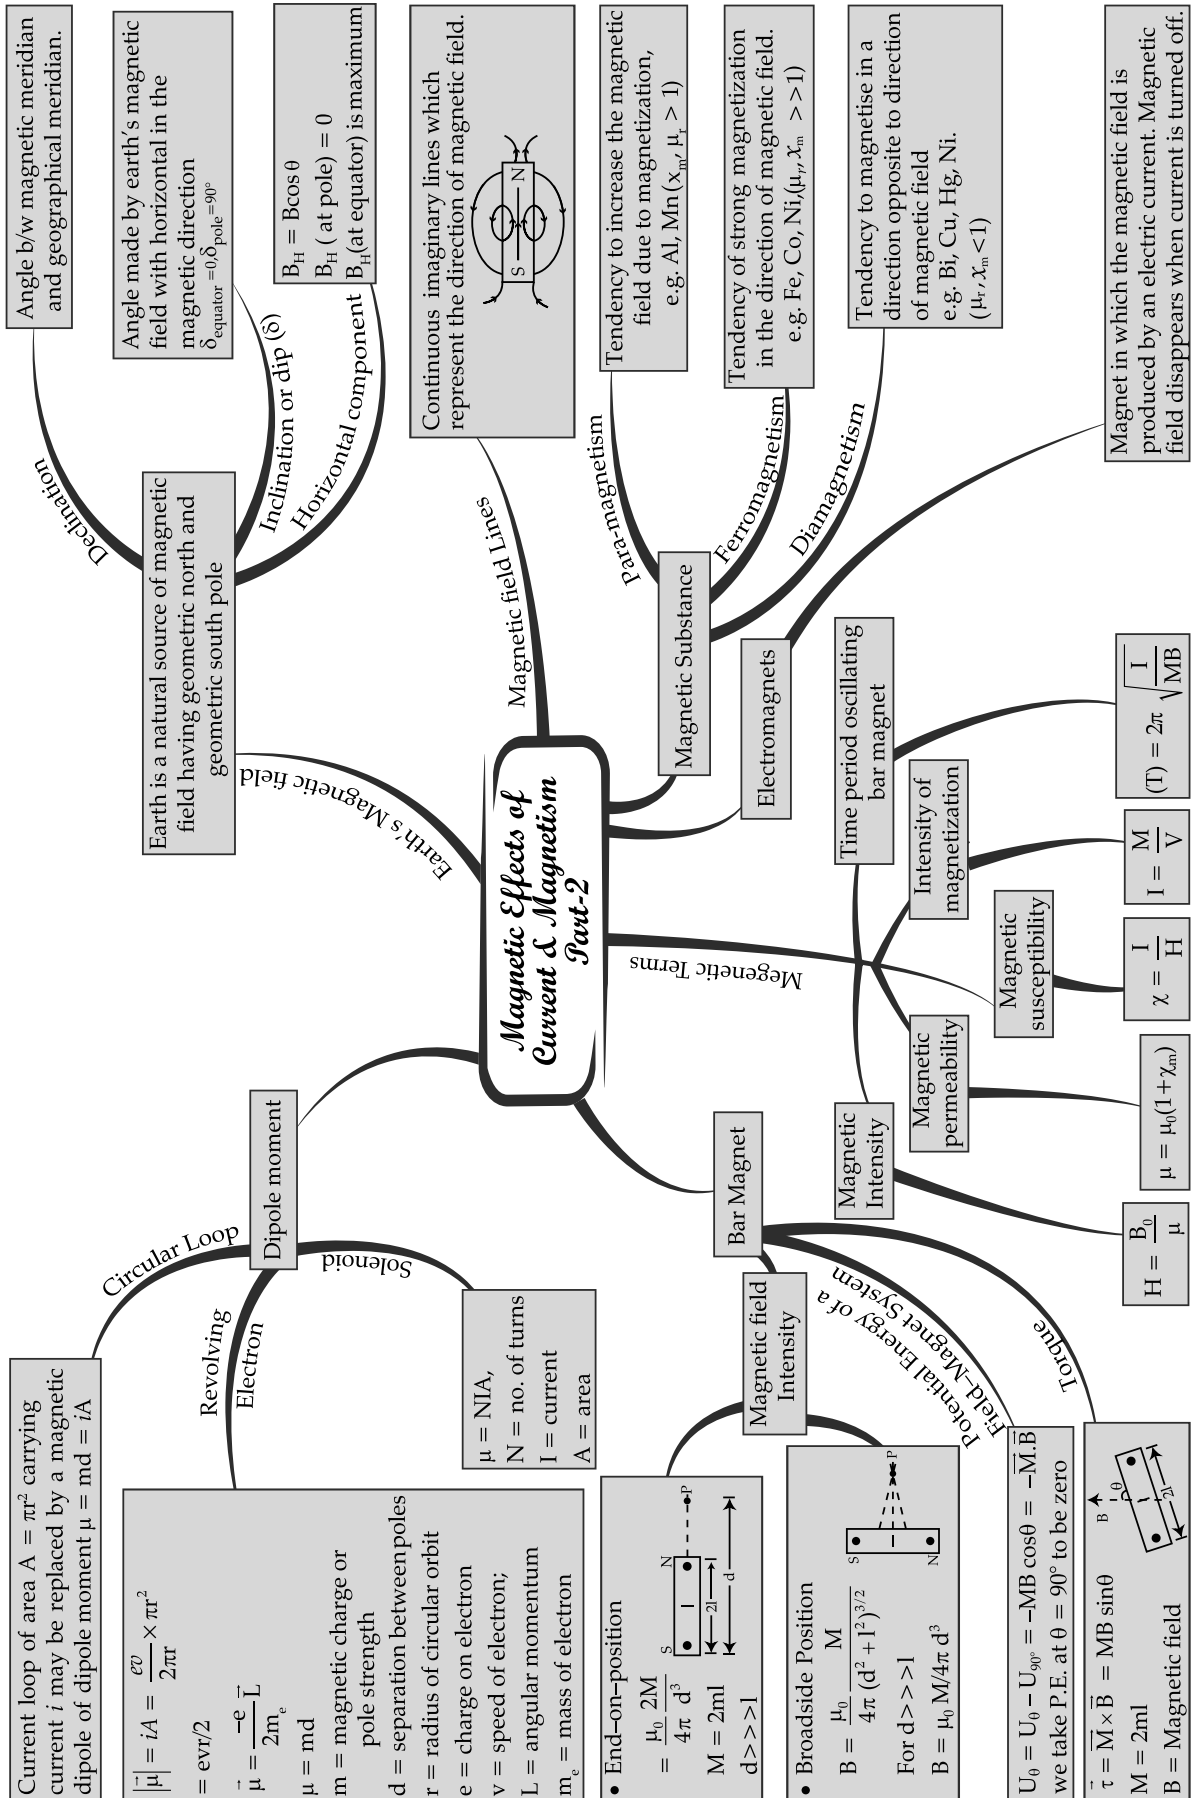 Magnetic Effects of
Current & Magnetism
Part-2
Earth's Magnetic field
Earth is a natural source of magnetic
field having geometric north and
geometric south pole
Declination
Angle b/w magnetic meridian
and geographical meridian.
Inclination or dip (δ)
Angle made by earth's magnetic
field with horizontal in the
magnetic direction
δequator =0,δpole=90°
Horizontal component
BH = Bcos θ
BH ( at pole) = 0
BH(at equator) is maximum
Magnetic field Lines
Continuous imaginary lines which
represent the direction of magnetic field.
S N
Magnetic Substance
Para-magnetism
Tendency to increase the magnetic
field due to magnetization,
e.g. Al, Mn (xm, μr > 1)
Ferromagnetism
Tendency of strong magnetization
in the direction of magnetic field.
e.g. Fe, Co, Ni,(μr, xm >>1)
Diamagnetism
Tendency to magnetise in a
direction opposite to direction
of magnetic field
e.g. Bi, Cu, Hg, Ni.
(μr, xm<1)
Electromagnets
Magnet in which the magnetic field is
produced by an electric current. Magnetic
field disappears when current is turned off.
Megenetic Terms
Time period oscillating
bar magnet
(T) = 2π √(I/MB)
Intensity of
magnetization
I = M/V
Magnetic
susceptibility
χ = I/H
Magnetic
permeability
μ = μ0(1+χm)
Magnetic
Intensity
H = B0/μ
Bar Magnet
Magnetic field
Intensity
• End–on–position
= μ0/4π 2M/d³
M = 2ml
d>>>l
S N P
2l
d
• Broadside Position
B = μ0/4π M/(d² + l²)^3/2
For d>>>l
B = μ0 M/4π d³
S
N
P
Potential Energy of a
Field–Magnet System
Uθ = Uθ – U90° = –MB cosθ = –M⃗.B⃗
we take P.E. at θ = 90° to be zero
Torque
τ⃗ = M⃗ × B⃗ = MB sinθ
M = 2ml
B = Magnetic field
B
θ
2l
Dipole moment
Circular Loop
Current loop of area A = πr² carrying
current i may be replaced by a magnetic
dipole of dipole moment μ = md = iA
Revolving
Electron
|μ⃗| = iA = ev/2πr × πr²
= evr/2
μ⃗ = –e/2me L⃗
μ = md
m = magnetic charge or
pole strength
d = separation between poles
r = radius of circular orbit
e = charge on electron
v = speed of electron;
L = angular momentum
me = mass of electron
Solenoid
μ = NIA,
N = no. of turns
I = current
A = area